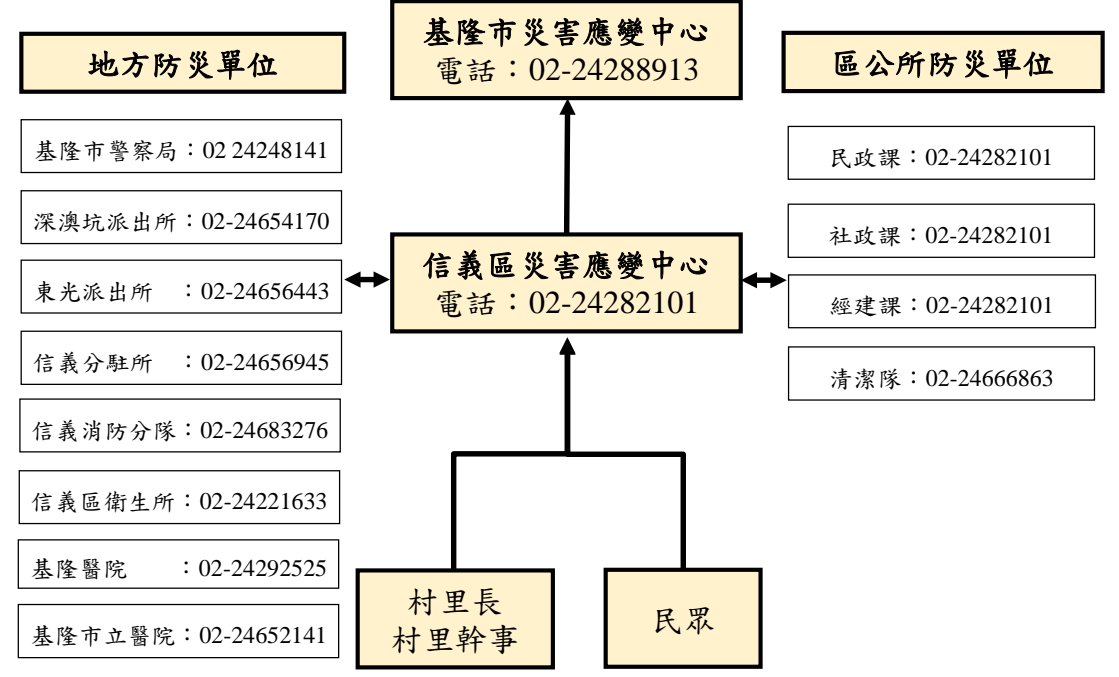 基隆市災害應變中心
電話：02-24288913
地方防災單位
基隆市警察局：02 24248141
深澳坑派出所：02-24654170
東光派出所　：02-24656443
信義分駐所　：02-24656945
信義消防分隊：02-24683276
信義區衛生所：02-24221633
基隆醫院　　：02-24292525
基隆市立醫院：02-24652141
信義區災害應變中心
電話：02-24282101
村里長
村里幹事
民眾
區公所防災單位
民政課：02-24282101
社政課：02-24282101
經建課：02-24282101
清潔隊：02-24666863